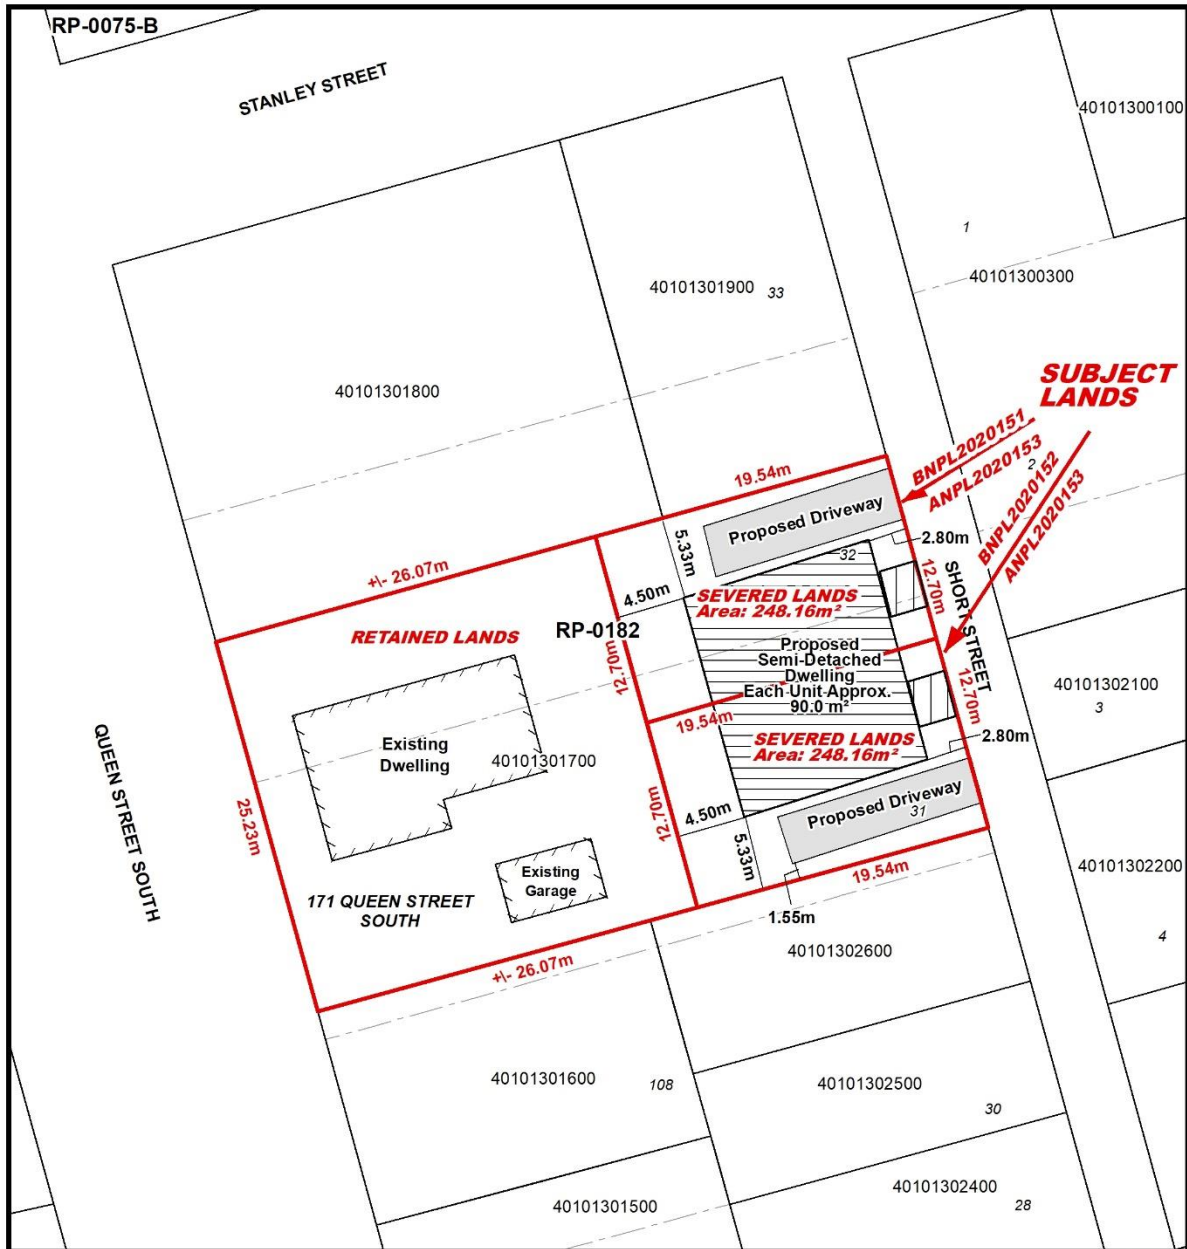 RP-0075-B
STANLEY STREET
40101300100
1
40101300300
40101301900
33
40101301800
SUBJECT
LANDS
BNPL2020151
ANPL2020153
2
BNPL2020152
ANPL2020153
19.54m
Proposed Driveway
2.80m
32
5.33m
+\- 26.07m
4.50m
SEVERED LANDS
Area: 248.16m²
12.70m
SHORT STREET
RETAINED LANDS
RP-0182
12.70m
Proposed
Semi-Detached
Dwelling
Each Unit Approx.
90.0 m²
12.70m
40101302100
3
19.54m
SEVERED LANDS
Area: 248.16m²
2.80m
QUEEN STREET SOUTH
Existing
Dwelling
40101301700
25.23m
4.50m
12.70m
Proposed Driveway
31
5.33m
40101302200
4
Existing
Garage
19.54m
171 QUEEN STREET
SOUTH
1.55m
+\- 26.07m
40101302600
40101301600
108
40101302500
30
40101302400
28
40101301500